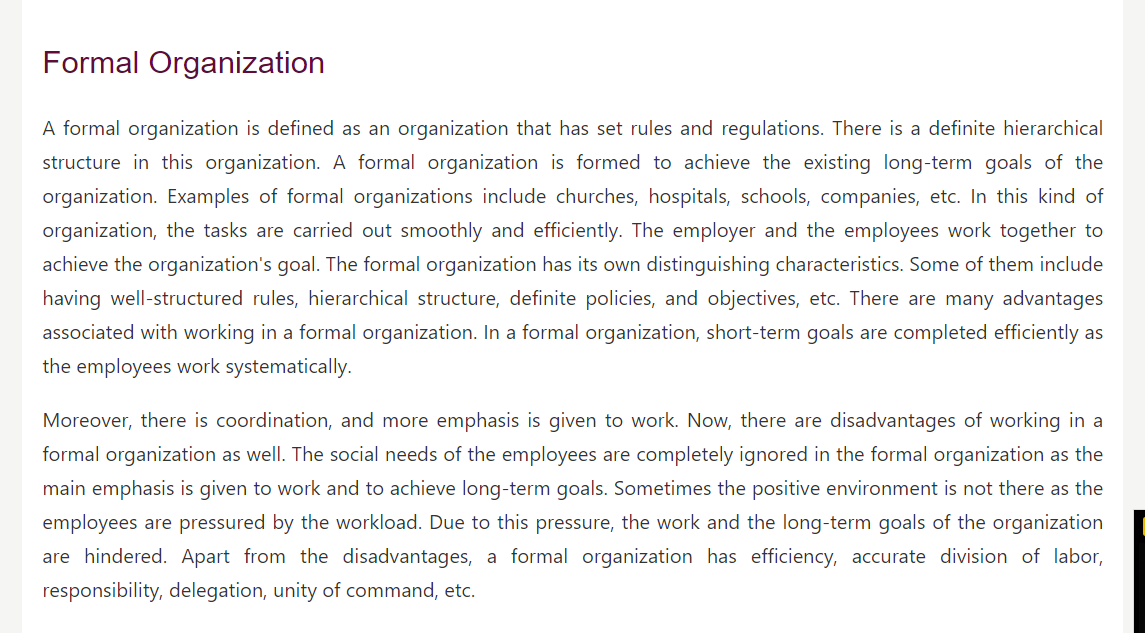 Formal Organization
A formal organization is defined as an organization that has set rules and regulations. There is a definite hierarchical
structure in this organization. A formal organization is formed to achieve the existing long-term goals of the
organization. Examples of formal organizations include churches, hospitals, schools, companies, etc. In this kind of
organization, the tasks are carried out smoothly and efficiently. The employer and the employees work together to
achieve the organization's goal. The formal organization has its own distinguishing characteristics. Some of them include
having well-structured rules, hierarchical structure, definite policies, and objectives, etc. There are many advantages
associated with working in a formal organization. In a formal organization, short-term goals are completed efficiently as
the employees work systematically.
Moreover, there is coordination, and more emphasis is given to work. Now, there are disadvantages of working in a
formal organization as well. The social needs of the employees are completely ignored in the formal organization as the
main emphasis is given to work and to achieve long-term goals. Sometimes the positive environment is not there as the
employees are pressured by the workload. Due to this pressure, the work and the long-term goals of the organization
are hindered. Apart from the disadvantages, a formal organization has efficiency, accurate division of labor,
responsibility, delegation, unity of command, etc.